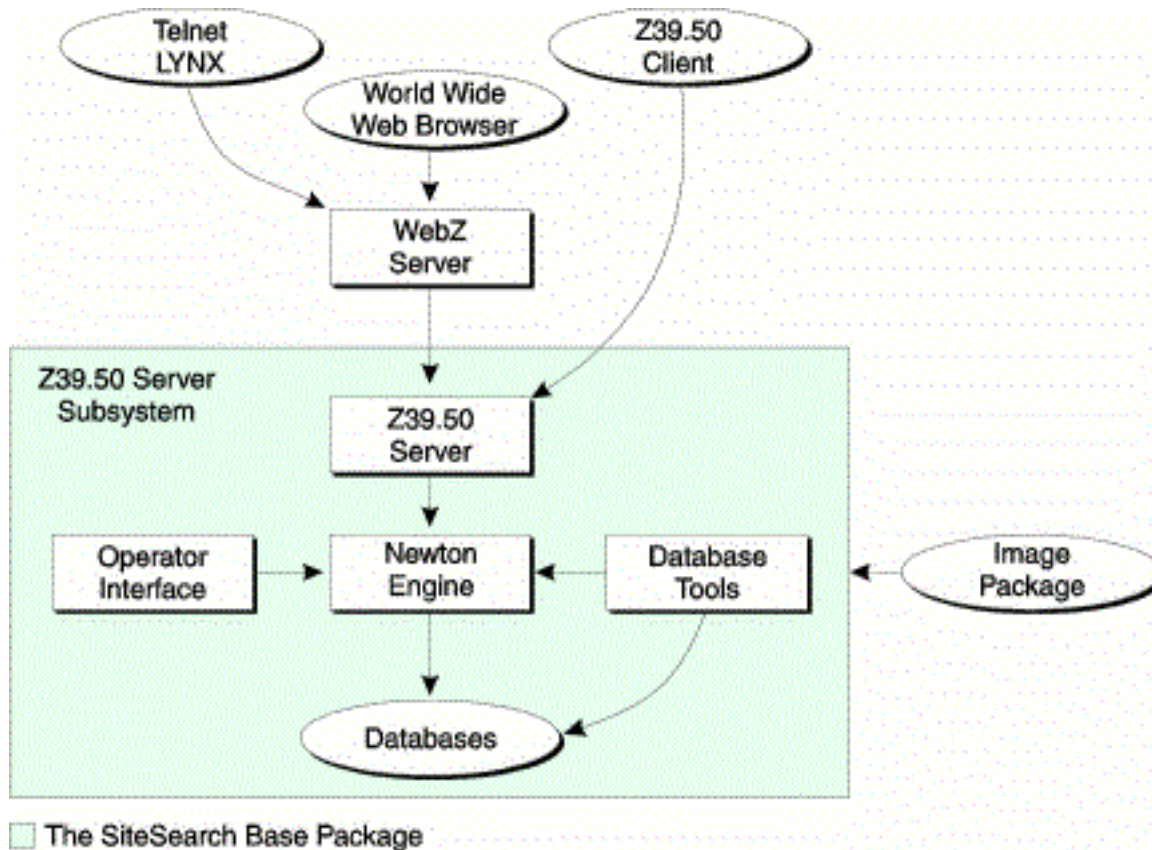 Telnet
LYNX
Z39.50
Client
World Wide
Web Browser
WebZ
Server
Z39.50 Server
Subsystem
Z39.50
Server
Operator
Interface
Newton
Engine
Database
Tools
Image
Package
Databases
The SiteSearch Base Package